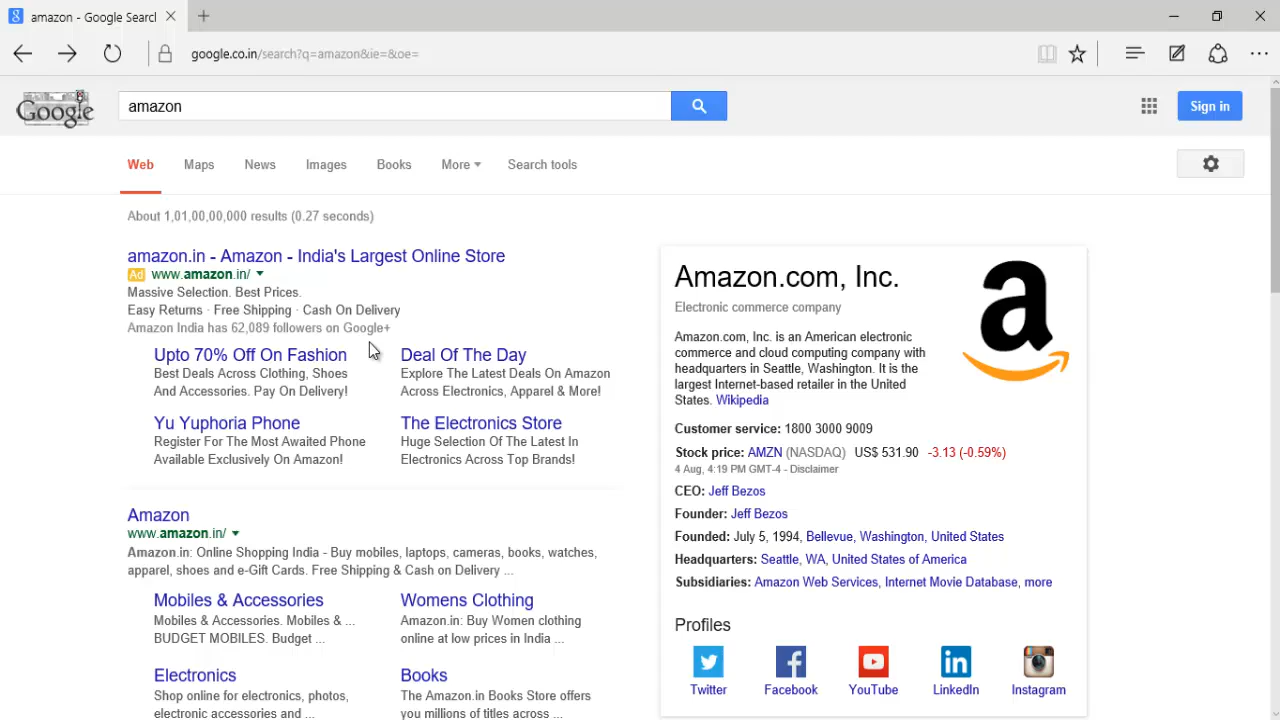 amazon - Google Searcl
google.co.in/search?q=amazon&ie=&oe=
Google
amazon
Sign in
Web Maps News Images Books More Search tools
About 1,01,00,00,000 results (0.27 seconds)
amazon.in - Amazon - India's Largest Online Store
Ad www.amazon.in/
Massive Selection. Best Prices.
Easy Returns · Free Shipping · Cash On Delivery
Amazon India has 62,089 followers on Google+
Upto 70% Off On Fashion
Best Deals Across Clothing, Shoes
And Accessories. Pay On Delivery!
Deal Of The Day
Explore The Latest Deals On Amazon
Across Electronics, Apparel & More!
Yu Yuphoria Phone
Register For The Most Awaited Phone
Available Exclusively On Amazon!
The Electronics Store
Huge Selection Of The Latest In
Electronics Across Top Brands!
Amazon
www.amazon.in/
Amazon.in: Online Shopping India - Buy mobiles, laptops, cameras, books, watches,
apparel, shoes and e-Gift Cards. Free Shipping & Cash on Delivery ...
Mobiles & Accessories
Mobiles & Accessories. Mobiles & ...
BUDGET MOBILES. Budget ...
Womens Clothing
Amazon.in: Buy Women clothing
online at low prices in India ...
Electronics
Shop online for electronics, photos,
electronic accessories and ...
Books
The Amazon.in Books Store offers
you millions of titles across ...
Amazon.com, Inc.
Electronic commerce company
a
Amazon.com, Inc. is an American electronic
commerce and cloud computing company with
headquarters in Seattle, Washington. It is the
largest Internet-based retailer in the United
States. Wikipedia
Customer service: 1800 3000 9009
Stock price: AMZN (NASDAQ) US$ 531.90 -3.13 (-0.59%)
4 Aug, 4:19 PM GMT-4 - Disclaimer
CEO: Jeff Bezos
Founder: Jeff Bezos
Founded: July 5, 1994, Bellevue, Washington, United States
Headquarters: Seattle, WA, United States of America
Subsidiaries: Amazon Web Services, Internet Movie Database, more
Profiles
Twitter Facebook YouTube LinkedIn Instagram